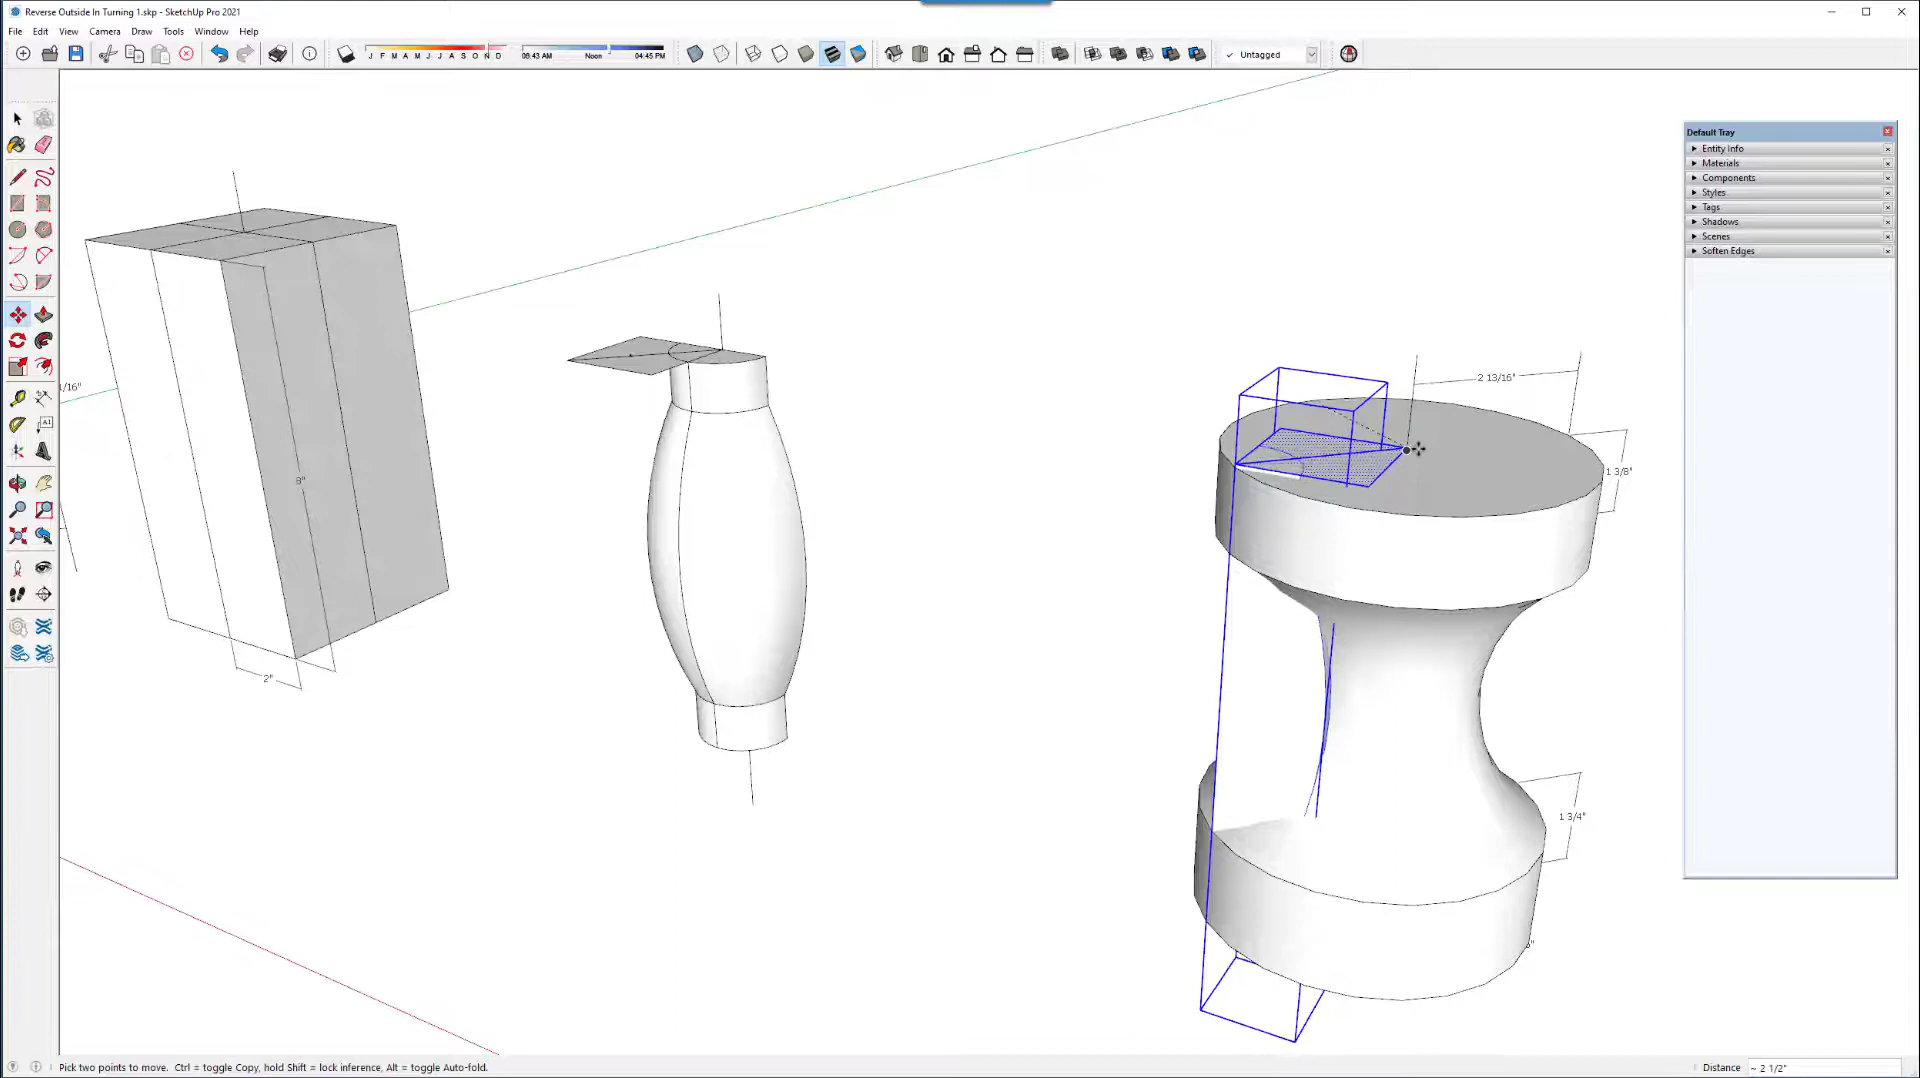 Reverse Outside In Turning 1.skp - SketchUp Pro 2021
File Edit View Camera Draw Tools Window Help
J F M A M J J A S O N D
06:43 AM Noon 04:45 PM
Untagged
Default Tray
Entity Info
Materials
Components
Styles
Tags
Shadows
Scenes
Soften Edges
A1
1/16"
8"
2"
2 13/16"
1 3/8"
1 3/4"
Pick two points to move. Ctrl = toggle Copy, hold Shift = lock inference, Alt = toggle Auto-fold.
Distance ~ 2 1/2"